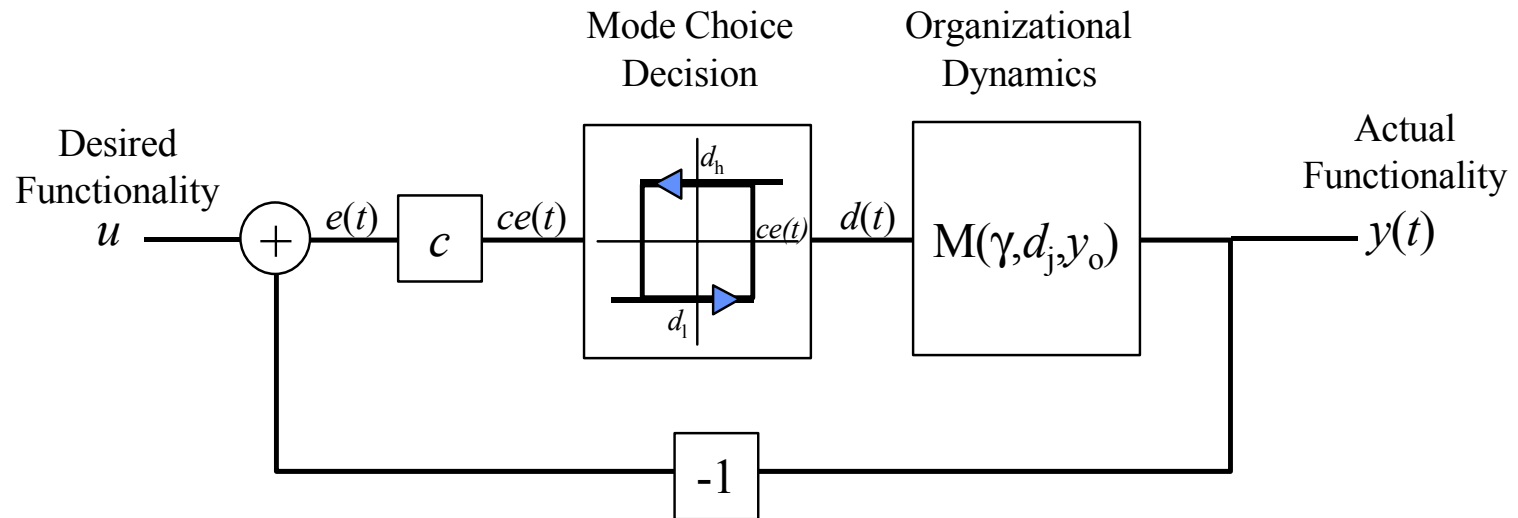 Mode Choice
Decision
Organizational
Dynamics
Desired
Functionality
u
+
e(t)
c
ce(t)
d_h
ce(t)
d_l
d(t)
M(γ,d_j,y_o)
Actual
Functionality
y(t)
-1